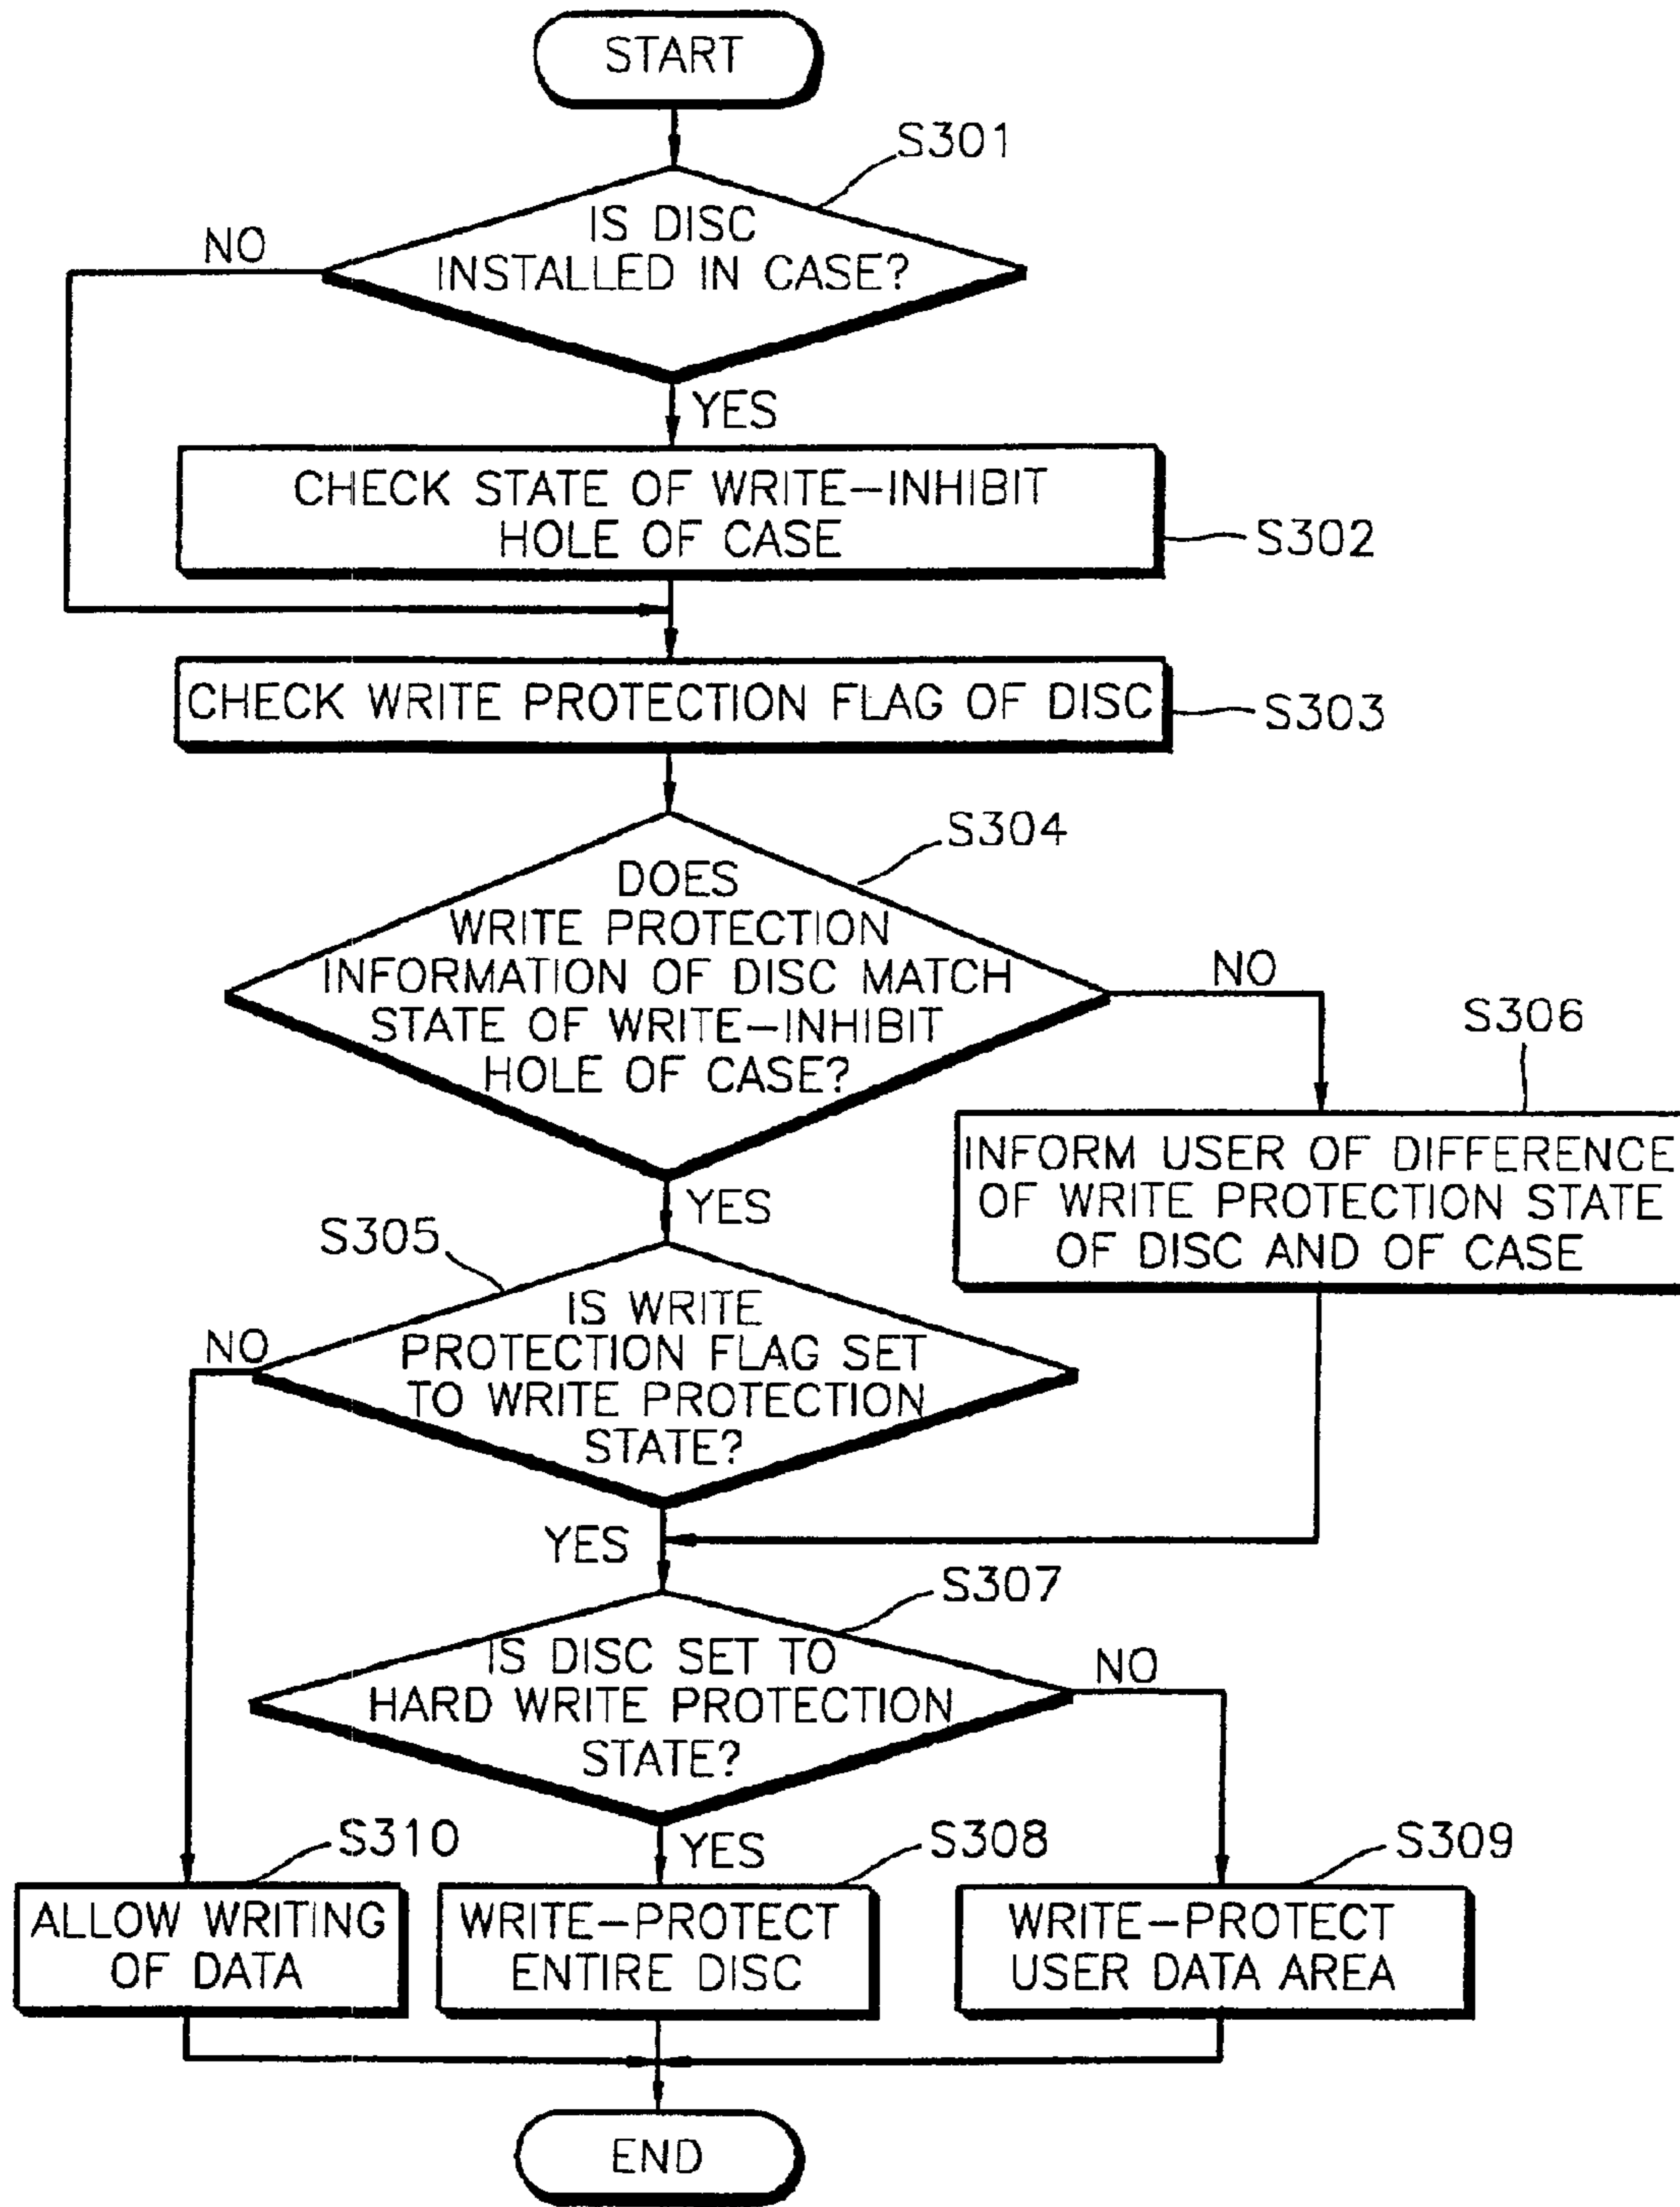 START
S301
IS DISC
INSTALLED IN CASE?
NO
YES
CHECK STATE OF WRITE-INHIBIT
HOLE OF CASE
S302
CHECK WRITE PROTECTION FLAG OF DISC
S303
S304
DOES
WRITE PROTECTION
INFORMATION OF DISC MATCH
STATE OF WRITE-INHIBIT
HOLE OF CASE?
NO
YES
S306
INFORM USER OF DIFFERENCE
OF WRITE PROTECTION STATE
OF DISC AND OF CASE
S305
IS WRITE
PROTECTION FLAG SET
TO WRITE PROTECTION
STATE?
NO
YES
S307
IS DISC SET TO
HARD WRITE PROTECTION
STATE?
NO
YES
S310
ALLOW WRITING
OF DATA
S308
WRITE-PROTECT
ENTIRE DISC
S309
WRITE-PROTECT
USER DATA AREA
END